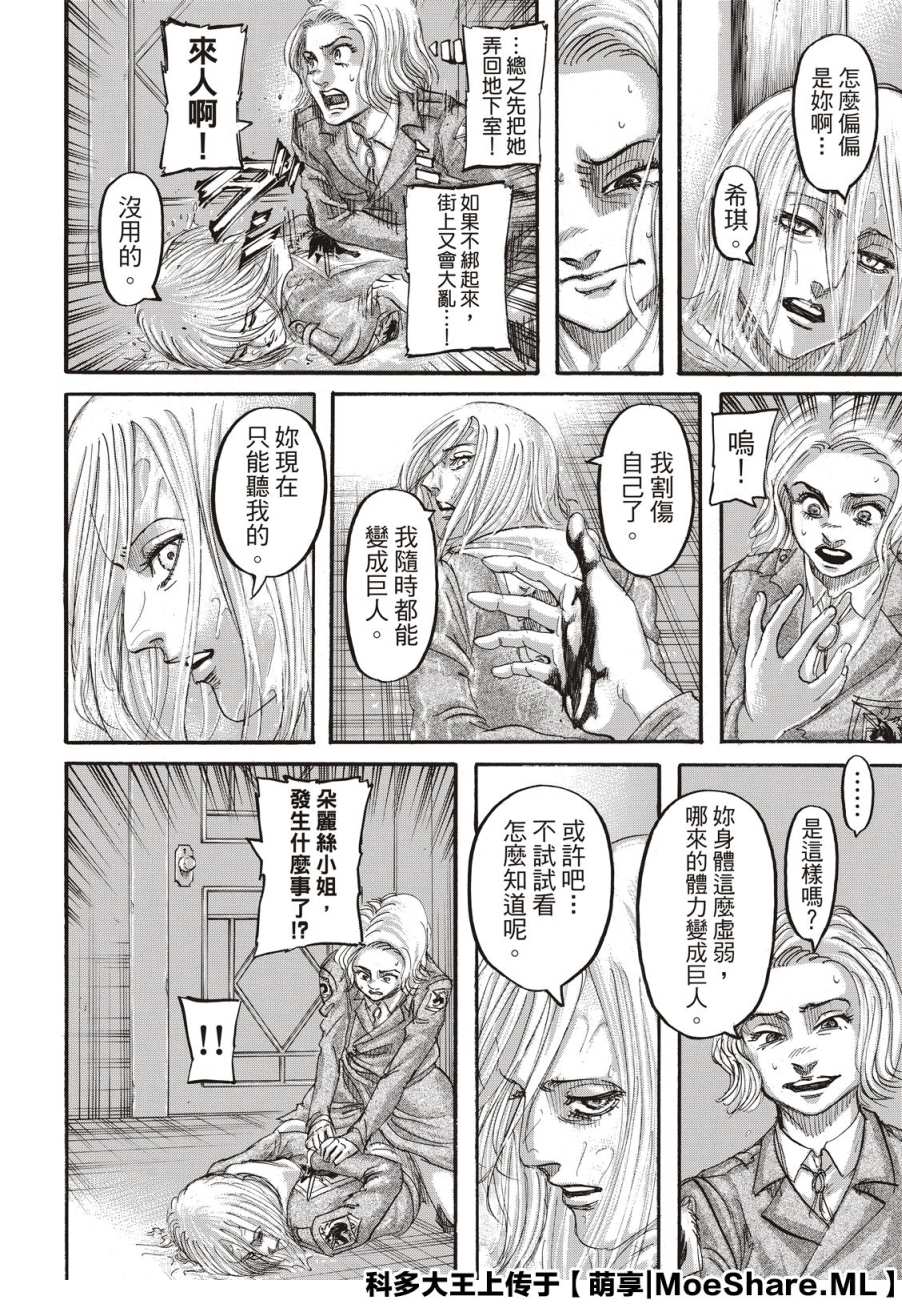 怎麼偏偏
是妳啊…
希琪。
…總之先把她
弄回地下室!
如果不綁起來，
街上又會大亂…!
來人啊!
沒用的。
嗚!
我割傷
自己了。
我隨時都能
變成巨人。
妳現在
只能聽我的。
……
是這樣嗎?
妳身體這麼虛弱，
哪來的體力變成巨人。
或許吧…
不試試看
怎麼知道呢。
朵麗絲小姐，
發生什麼事了!?
!!
科多大王上传于【 萌享|MoeShare.ML】